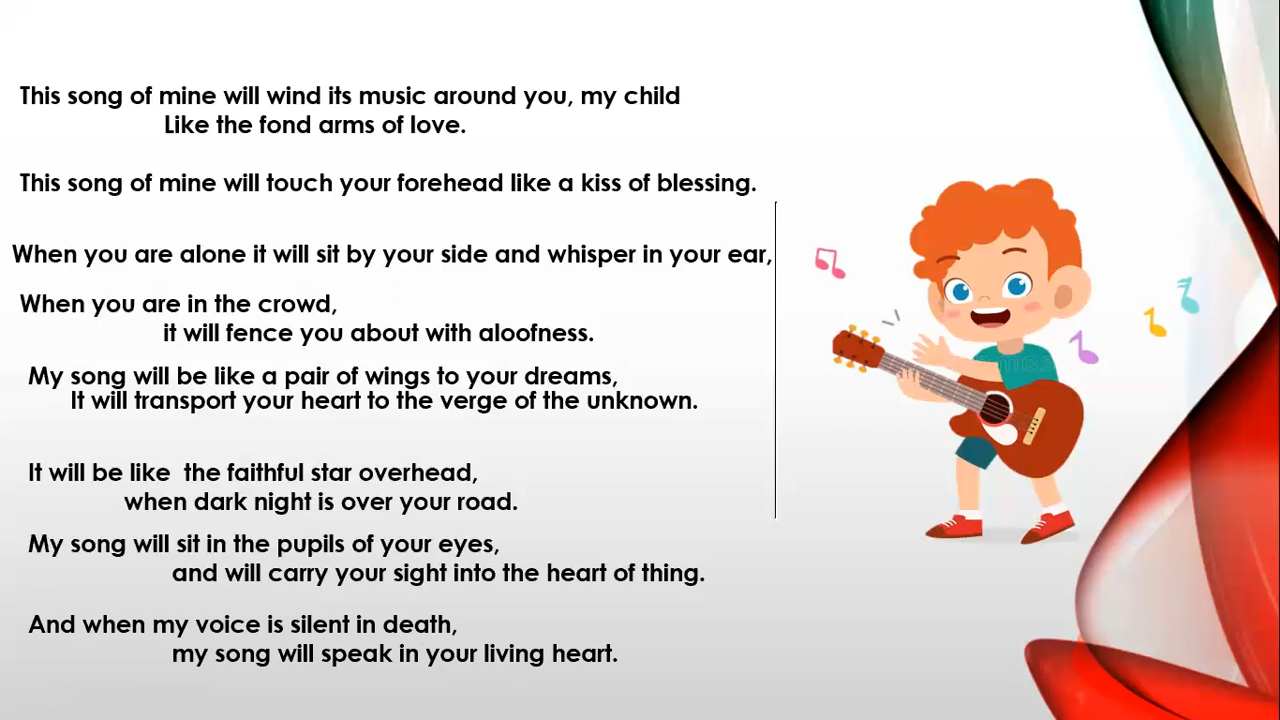 This song of mine will wind its music around you, my child
Like the fond arms of love.
This song of mine will touch your forehead like a kiss of blessing.
When you are alone it will sit by your side and whisper in your ear,
When you are in the crowd,
it will fence you about with aloofness.
My song will be like a pair of wings to your dreams,
It will transport your heart to the verge of the unknown.
It will be like  the faithful star overhead,
when dark night is over your road.
My song will sit in the pupils of your eyes,
and will carry your sight into the heart of thing.
And when my voice is silent in death,
my song will speak in your living heart.